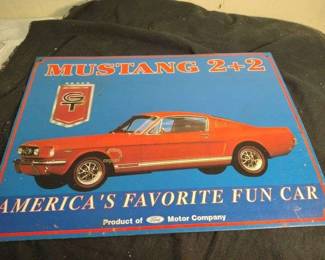 MUSTANG 2+2
GT
AMERICA'S FAVORITE FUN CAR
Product of Ford Motor Company